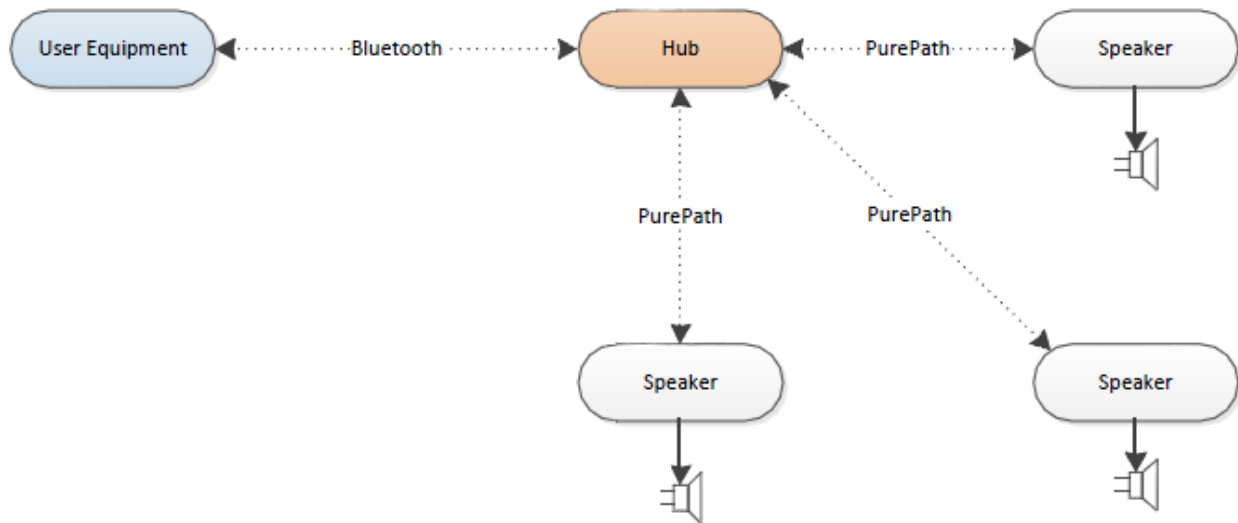 User Equipment
Bluetooth
Hub
PurePath
Speaker
PurePath
PurePath
Speaker
Speaker